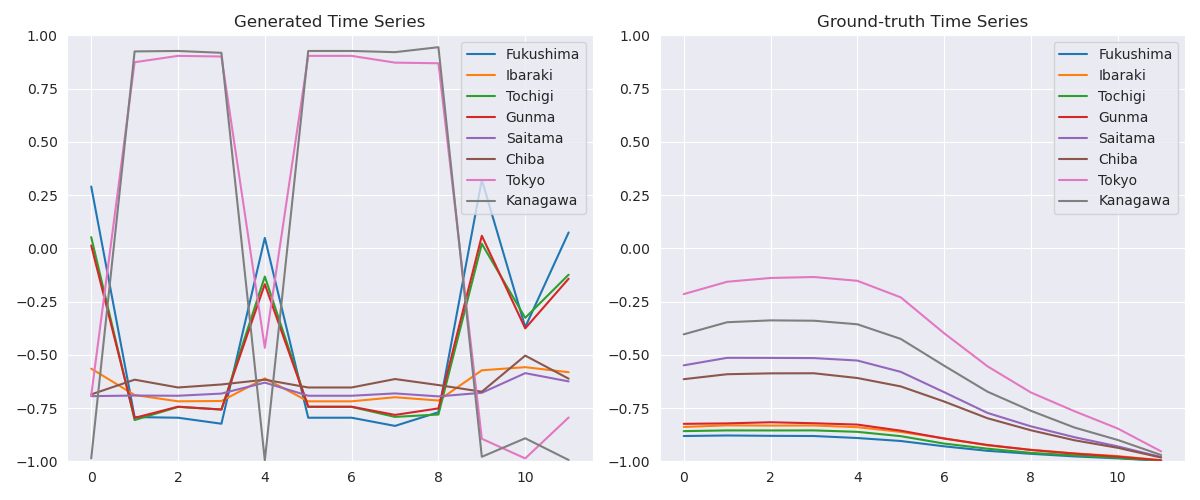 Generated Time Series
1.00
0.75
0.50
0.25
0.00
−0.25
−0.50
−0.75
−1.00
0 2 4 6 8 10
Fukushima
Ibaraki
Tochigi
Gunma
Saitama
Chiba
Tokyo
Kanagawa
Ground-truth Time Series
1.00
0.75
0.50
0.25
0.00
−0.25
−0.50
−0.75
−1.00
0 2 4 6 8 10
Fukushima
Ibaraki
Tochigi
Gunma
Saitama
Chiba
Tokyo
Kanagawa